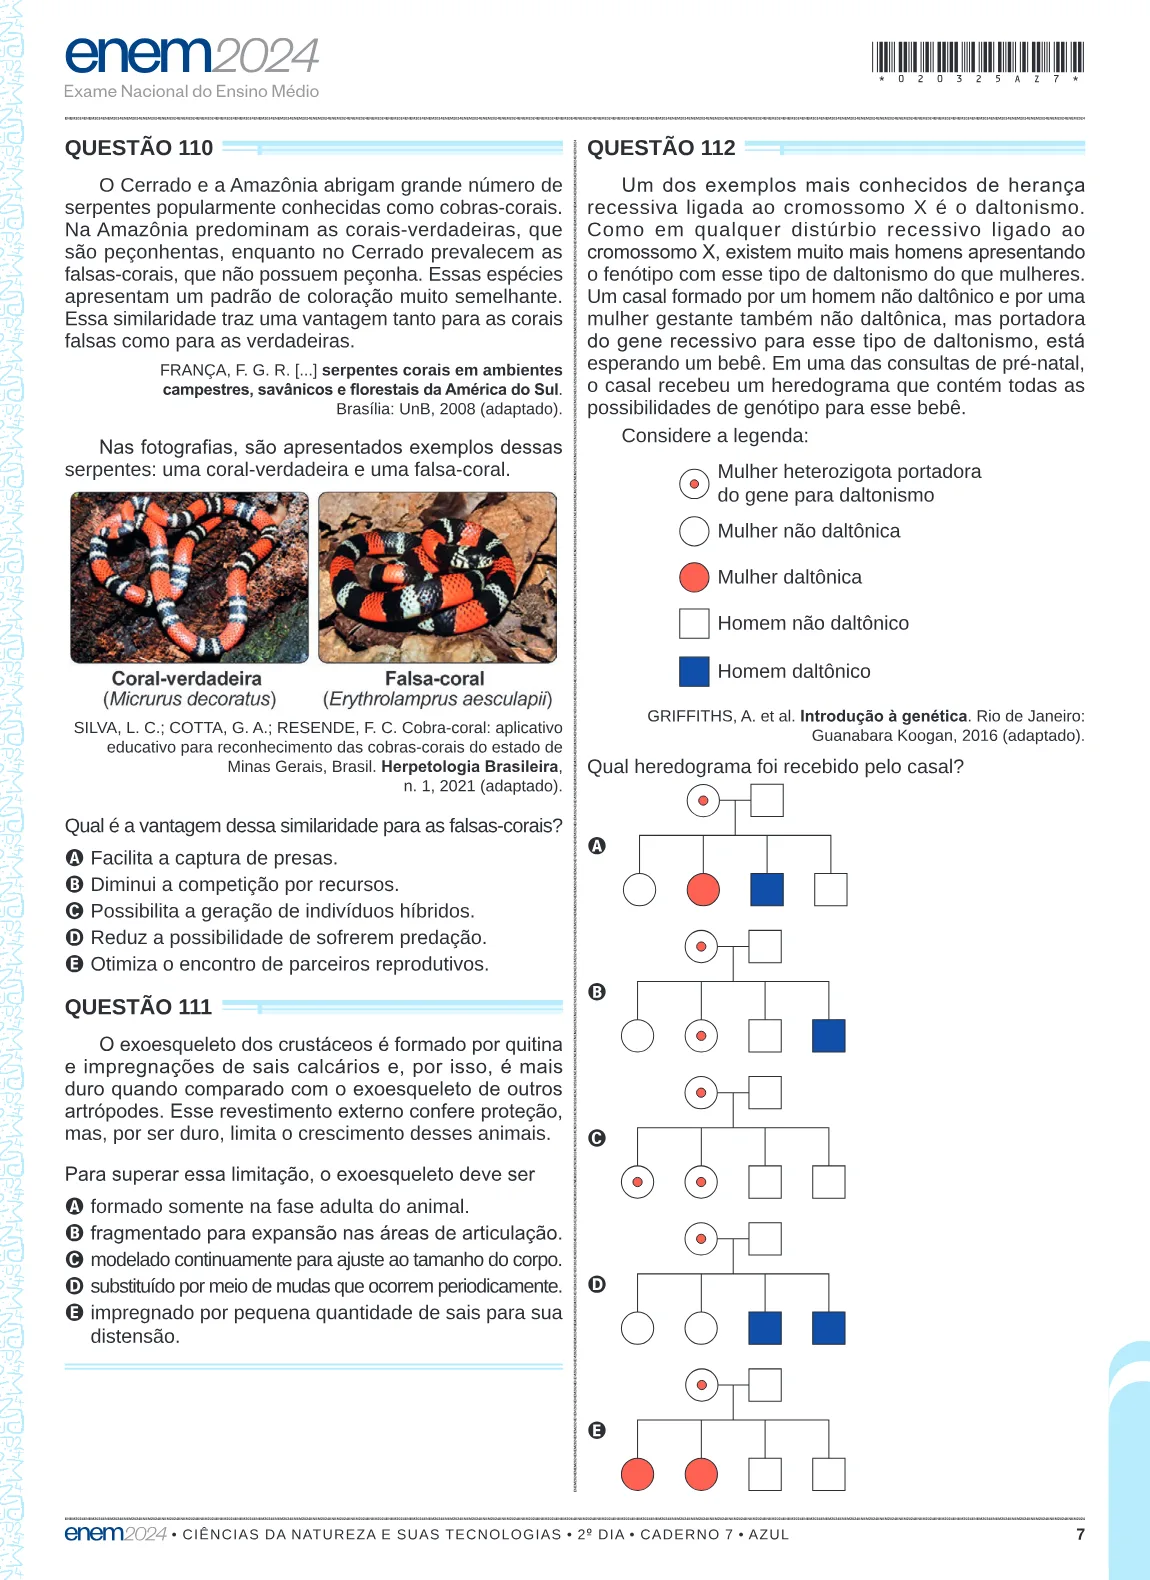 enem2024
Exame Nacional do Ensino Médio
*020325AZ7*
QUESTÃO 110
O Cerrado e a Amazônia abrigam grande número de
serpentes popularmente conhecidas como cobras-corais.
Na Amazônia predominam as corais-verdadeiras, que
são peçonhentas, enquanto no Cerrado prevalecem as
falsas-corais, que não possuem peçonha. Essas espécies
apresentam um padrão de coloração muito semelhante.
Essa similaridade traz uma vantagem tanto para as corais
falsas como para as verdadeiras.
FRANÇA, F. G. R. [...] serpentes corais em ambientes
campestres, savânicos e florestais da América do Sul.
Brasília: UnB, 2008 (adaptado).
Nas fotografias, são apresentados exemplos dessas
serpentes: uma coral-verdadeira e uma falsa-coral.
Coral-verdadeira
(Micrurus decoratus)
Falsa-coral
(Erythrolamprus aesculapii)
SILVA, L. C.; COTTA, G. A.; RESENDE, F. C. Cobra-coral: aplicativo
educativo para reconhecimento das cobras-corais do estado de
Minas Gerais, Brasil. Herpetologia Brasileira,
n. 1, 2021 (adaptado).
Qual é a vantagem dessa similaridade para as falsas-corais?
A Facilita a captura de presas.
B Diminui a competição por recursos.
C Possibilita a geração de indivíduos híbridos.
D Reduz a possibilidade de sofrerem predação.
E Otimiza o encontro de parceiros reprodutivos.
QUESTÃO 111
O exoesqueleto dos crustáceos é formado por quitina
e impregnações de sais calcários e, por isso, é mais
duro quando comparado com o exoesqueleto de outros
artrópodes. Esse revestimento externo confere proteção,
mas, por ser duro, limita o crescimento desses animais.
Para superar essa limitação, o exoesqueleto deve ser
A formado somente na fase adulta do animal.
B fragmentado para expansão nas áreas de articulação.
C modelado continuamente para ajuste ao tamanho do corpo.
D substituído por meio de mudas que ocorrem periodicamente.
E impregnado por pequena quantidade de sais para sua
distensão.
QUESTÃO 112
Um dos exemplos mais conhecidos de herança
recessiva ligada ao cromossomo X é o daltonismo.
Como em qualquer distúrbio recessivo ligado ao
cromossomo X, existem muito mais homens apresentando
o fenótipo com esse tipo de daltonismo do que mulheres.
Um casal formado por um homem não daltônico e por uma
mulher gestante também não daltônica, mas portadora
do gene recessivo para esse tipo de daltonismo, está
esperando um bebê. Em uma das consultas de pré-natal,
o casal recebeu um heredograma que contém todas as
possibilidades de genótipo para esse bebê.
Considere a legenda:
Mulher heterozigota portadora
do gene para daltonismo
Mulher não daltônica
Mulher daltônica
Homem não daltônico
Homem daltônico
GRIFFITHS, A. et al. Introdução à genética. Rio de Janeiro:
Guanabara Koogan, 2016 (adaptado).
Qual heredograma foi recebido pelo casal?
A
B
C
D
E
enem2024 • CIÊNCIAS DA NATUREZA E SUAS TECNOLOGIAS • 2º DIA • CADERNO 7 • AZUL
7